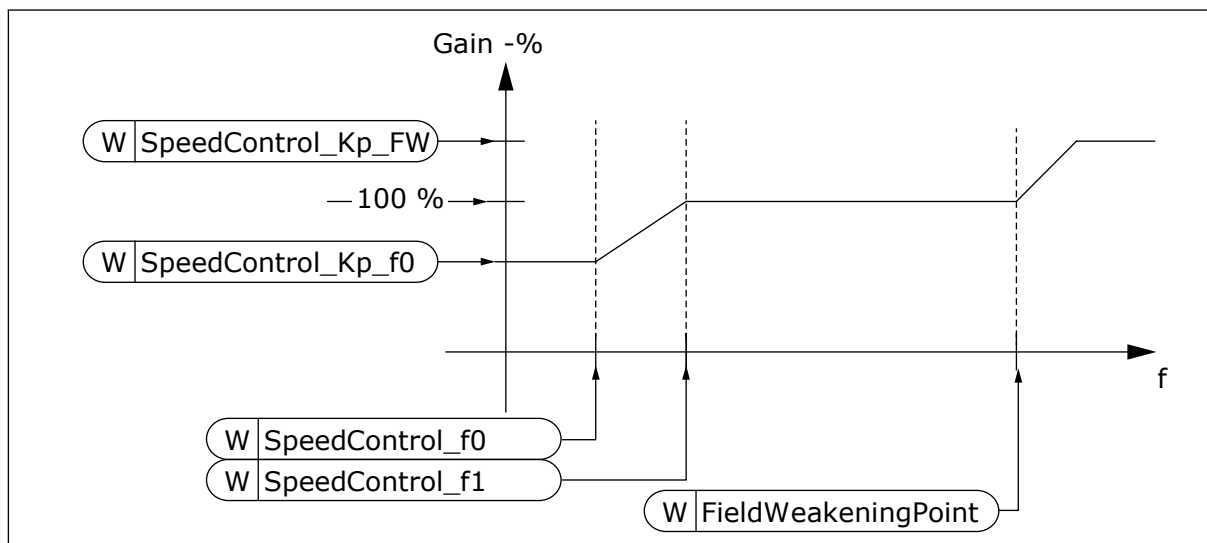 Gain -%
W SpeedControl_Kp_FW
100 %
W SpeedControl_Kp_f0
f
W SpeedControl_f0
W SpeedControl_f1
W FieldWeakeningPoint